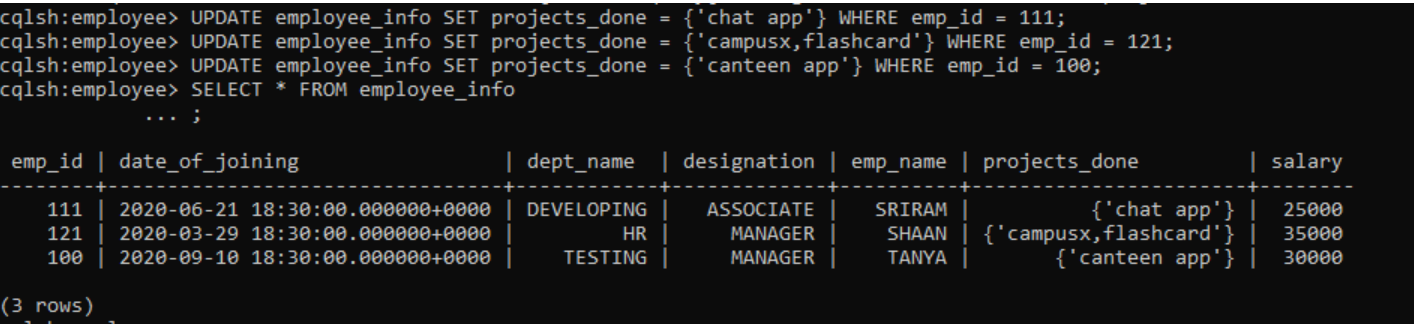 cqlsh:employee> UPDATE employee_info SET projects_done = {'chat app'} WHERE emp_id = 111;
cqlsh:employee> UPDATE employee_info SET projects_done = {'campusx,flashcard'} WHERE emp_id = 121;
cqlsh:employee> UPDATE employee_info SET projects_done = {'canteen app'} WHERE emp_id = 100;
cqlsh:employee> SELECT * FROM employee_info
            ... ;

 emp_id | date_of_joining                 | dept_name  | designation | emp_name | projects_done         | salary
--------+---------------------------------+------------+-------------+----------+-----------------------+--------
    111 | 2020-06-21 18:30:00.000000+0000 | DEVELOPING |   ASSOCIATE |   SRIRAM |          {'chat app'} |  25000
    121 | 2020-03-29 18:30:00.000000+0000 |         HR |     MANAGER |    SHAAN | {'campusx,flashcard'} |  35000
    100 | 2020-09-10 18:30:00.000000+0000 |    TESTING |     MANAGER |    TANYA |       {'canteen app'} |  30000

(3 rows)